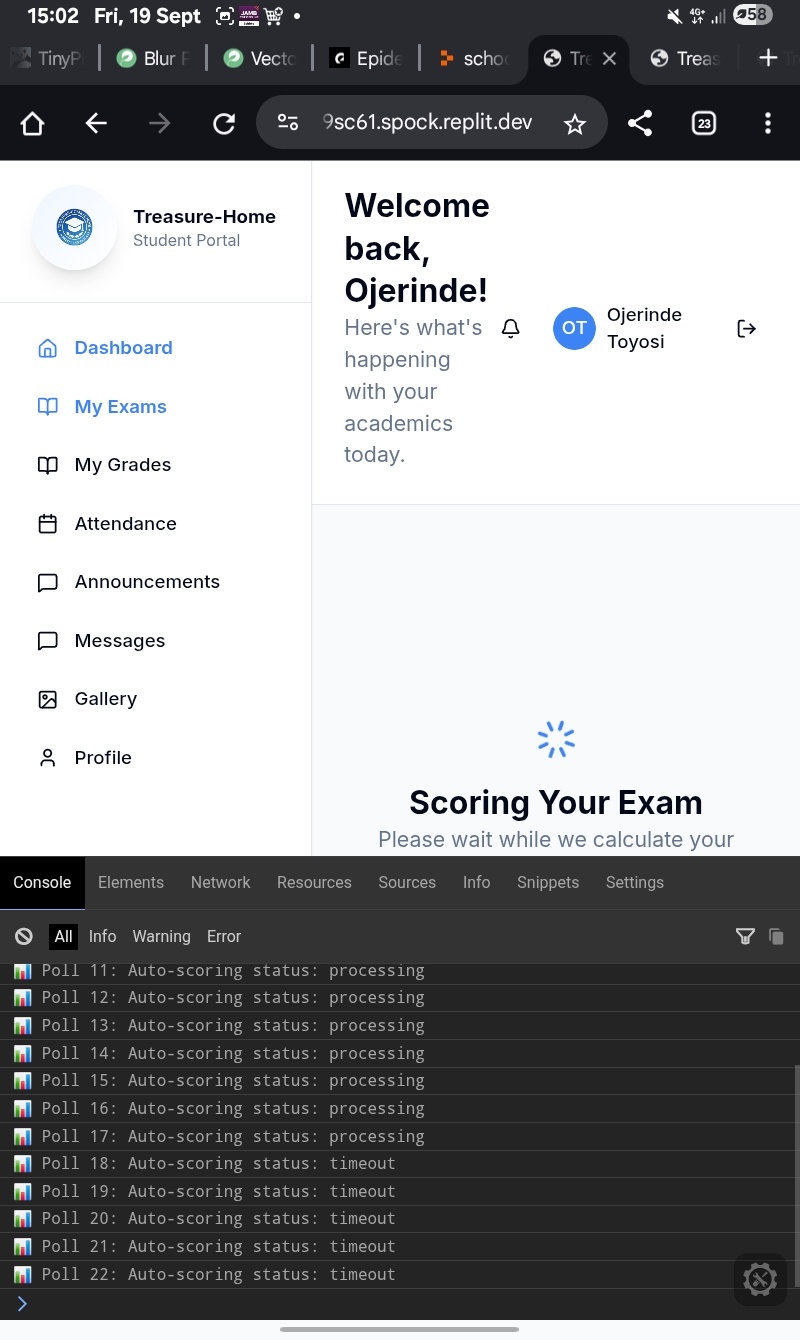 15:02 Fri, 19 Sept
4G+
58
TinyP
Blur F
Vecto
Epide
schoo
Tre
Treas
9sc61.spock.replit.dev
23
Treasure-Home
Student Portal
Dashboard
My Exams
My Grades
Attendance
Announcements
Messages
Gallery
Profile
Welcome
back,
Ojerinde!
Here's what's
happening
with your
academics
today.
OT
Ojerinde
Toyosi
Scoring Your Exam
Please wait while we calculate your
Console Elements Network Resources Sources Info Snippets Settings
All Info Warning Error
Poll 11: Auto-scoring status: processing
Poll 12: Auto-scoring status: processing
Poll 13: Auto-scoring status: processing
Poll 14: Auto-scoring status: processing
Poll 15: Auto-scoring status: processing
Poll 16: Auto-scoring status: processing
Poll 17: Auto-scoring status: processing
Poll 18: Auto-scoring status: timeout
Poll 19: Auto-scoring status: timeout
Poll 20: Auto-scoring status: timeout
Poll 21: Auto-scoring status: timeout
Poll 22: Auto-scoring status: timeout